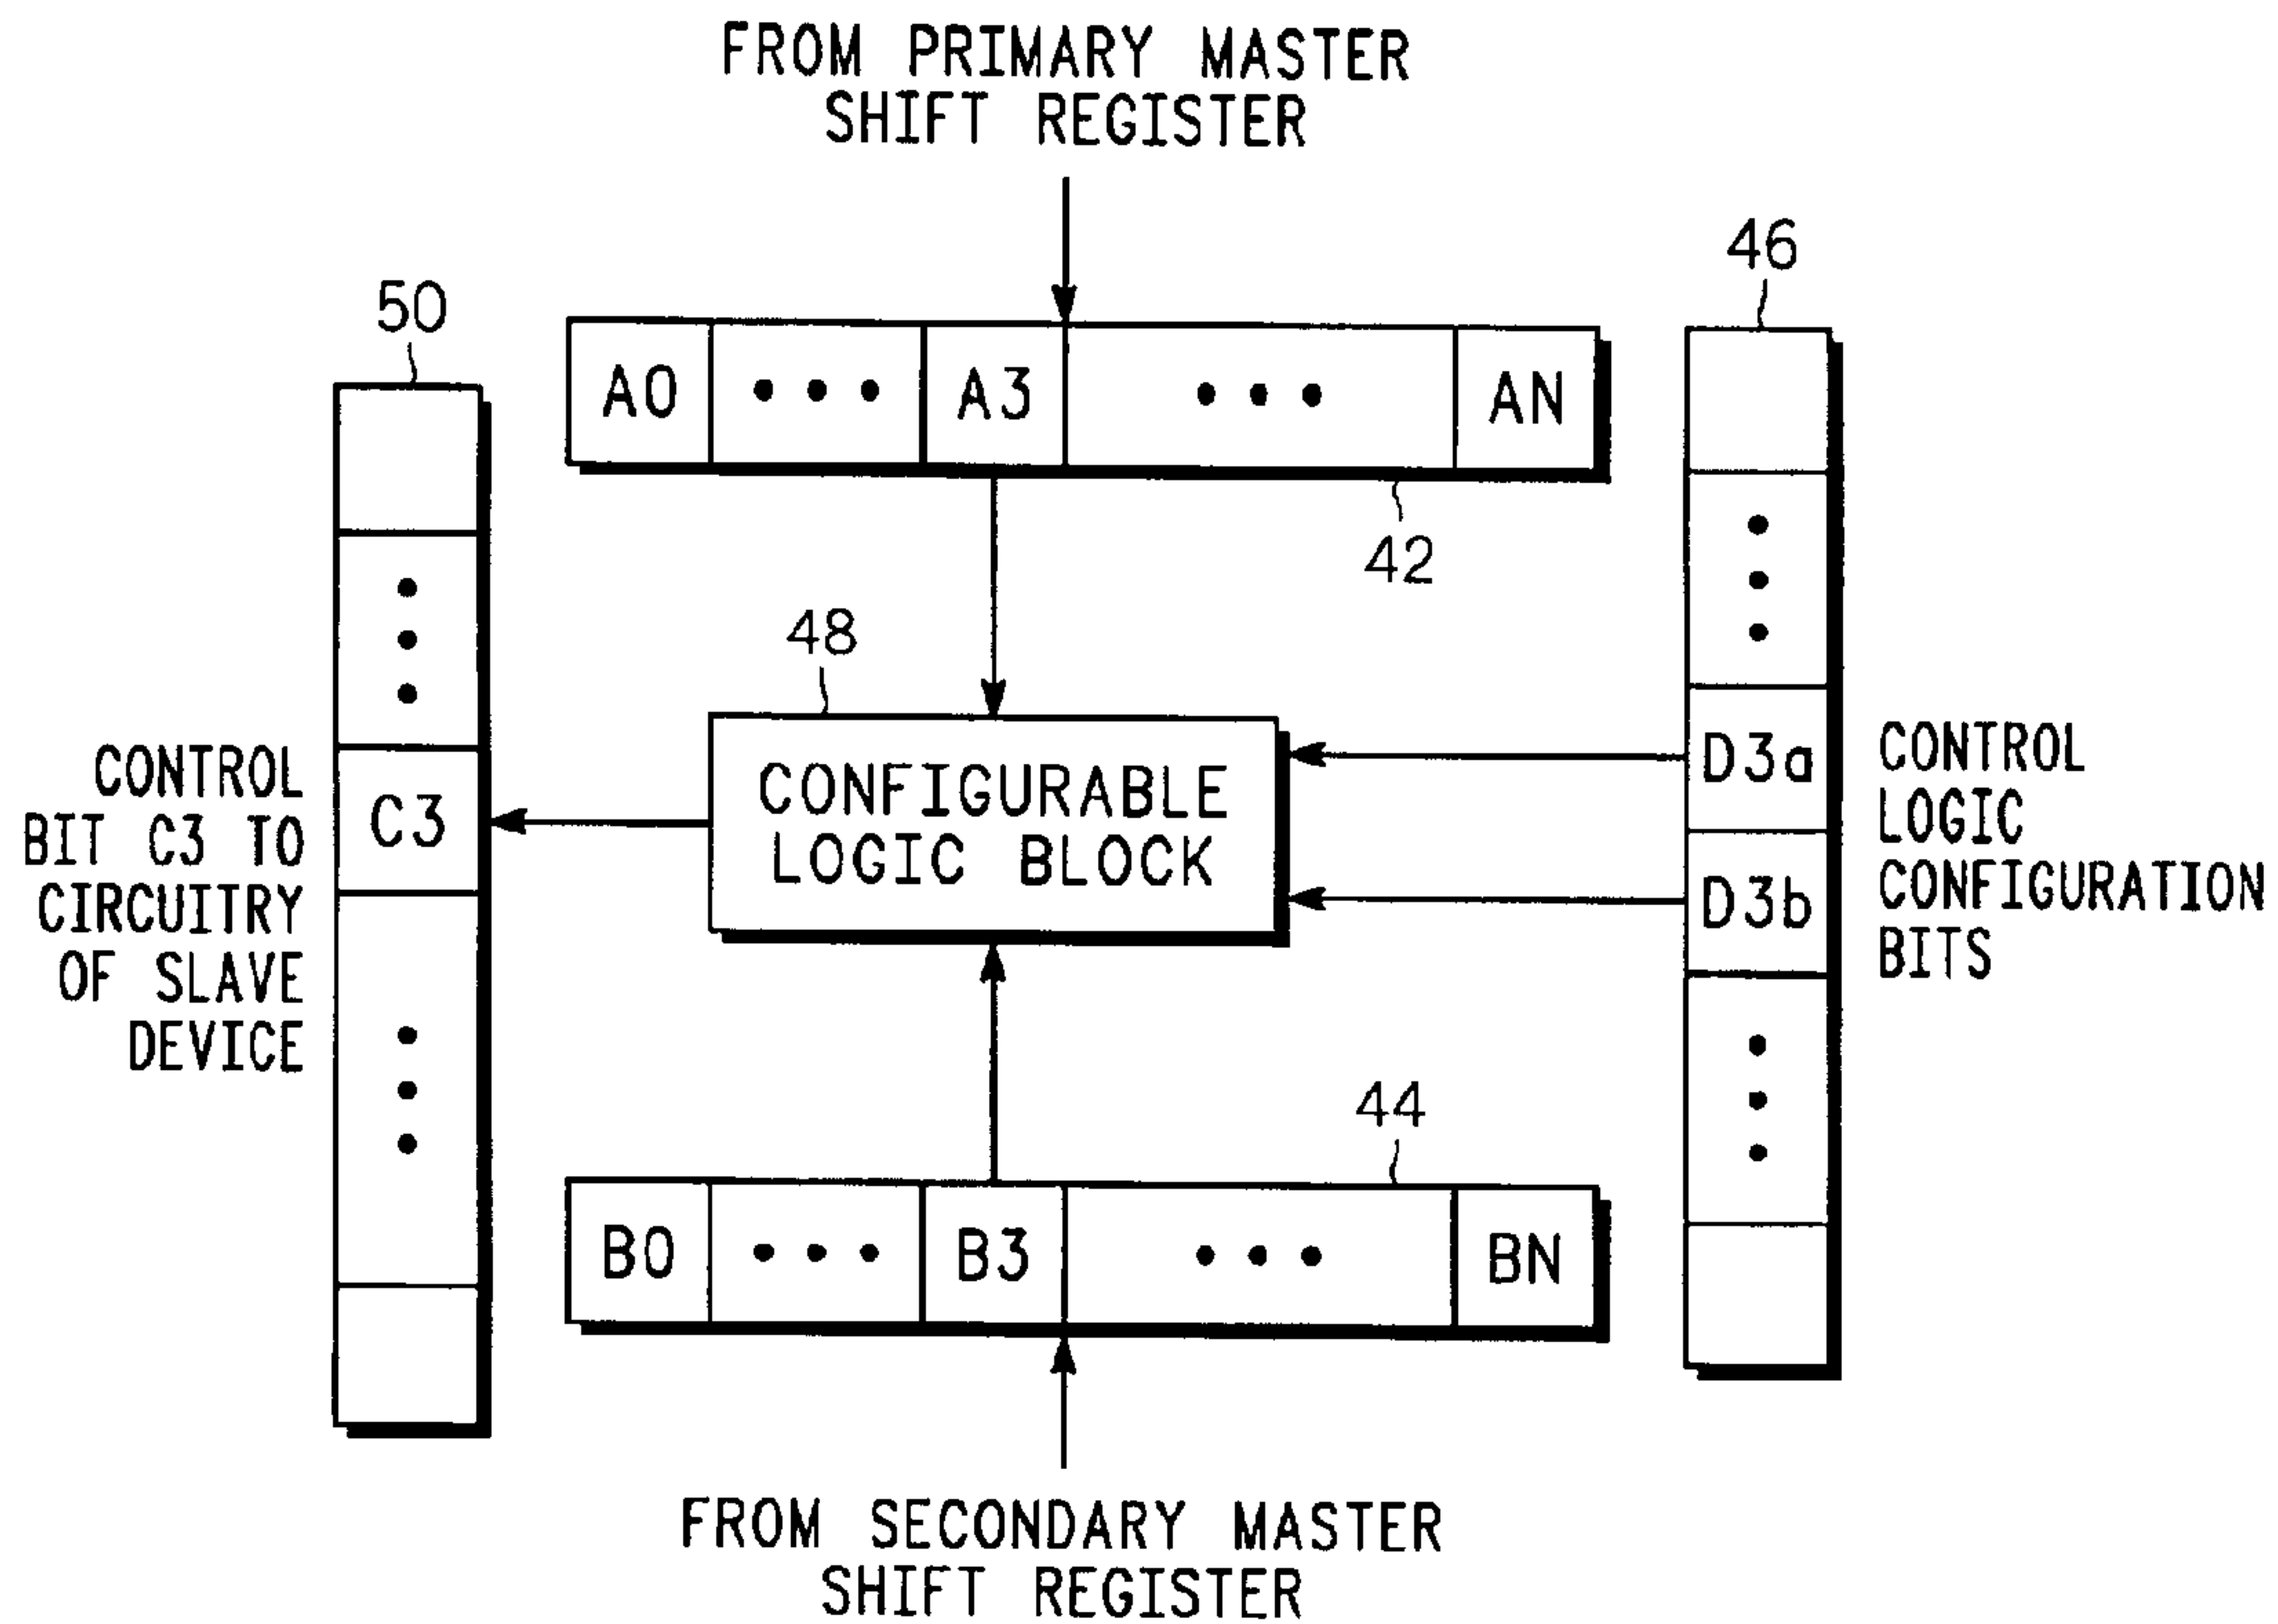 FROM PRIMARY MASTER
SHIFT REGISTER
46
50
A0 ••• A3 ••• AN
42
48
CONFIGURABLE
LOGIC BLOCK
D3a
D3b
CONTROL
LOGIC
CONFIGURATION
BITS
C3
CONTROL
BIT C3 TO
CIRCUITRY
OF SLAVE
DEVICE
44
B0 ••• B3 ••• BN
FROM SECONDARY MASTER
SHIFT REGISTER